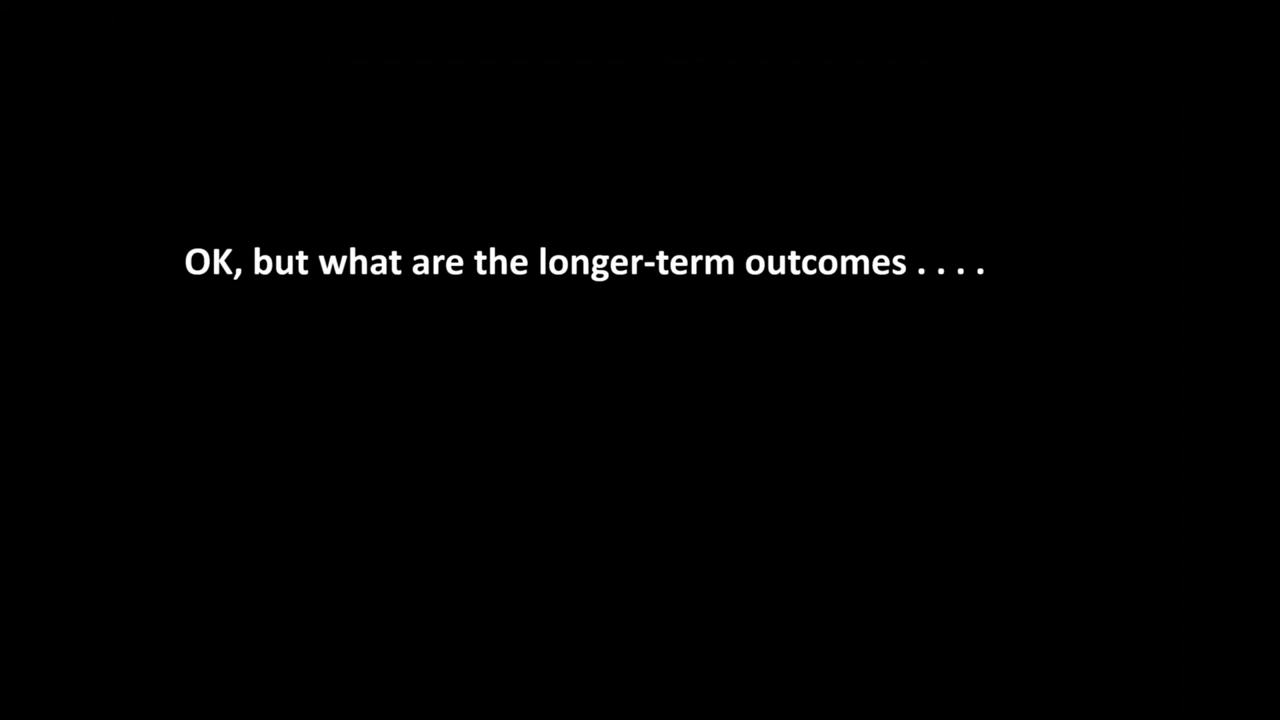 OK, but what are the longer-term outcomes . . . .